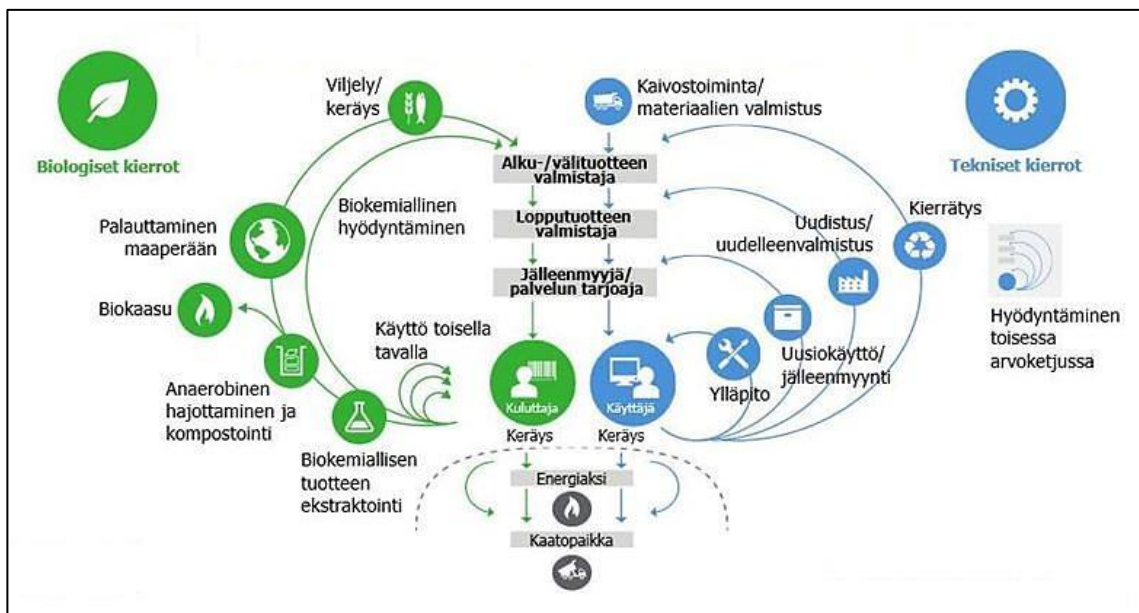 Biologiset kierrot
Viljely/
keräys
Palauttaminen
maaperään
Biokemiallinen
hyödyntäminen
Biokaasu
Käyttö toisella
tavalla
Anaerobinen
hajottaminen ja
kompostointi
Biokemiallisen
tuotteen
ekstraktointi
Kaivostoiminta/
materiaalien valmistus
Alku-/välituotteen
valmistaja
Lopputuotteen
valmistaja
Jälleenmyyjä/
palvelun tarjoaja
Kuluttaja
Käyttäjä
Keräys
Keräys
Energiaksi
Kaatopaikka
Tekniset kierrot
Kierrätys
Uudistus/
uudelleenvalmistus
Uusiokäyttö/
jälleenmyynti
Ylläpito
Hyödyntäminen
toisessa
arvoketjussa